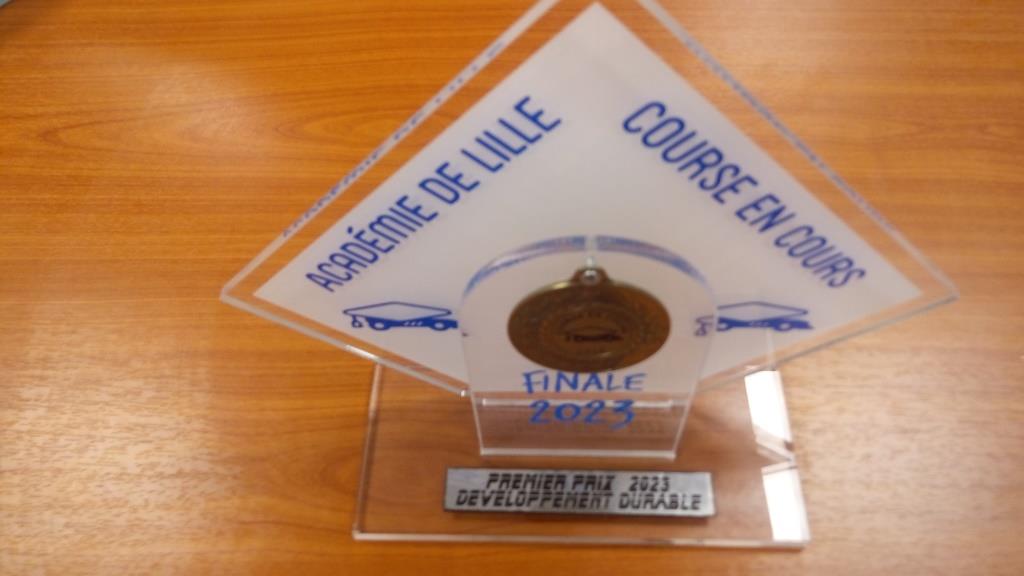 ACADÉMIE DE LILLE
COURSE EN COURS
FINALE
2023
PREMIER PRIX 2023
DEVELOPPEMENT DURABLE